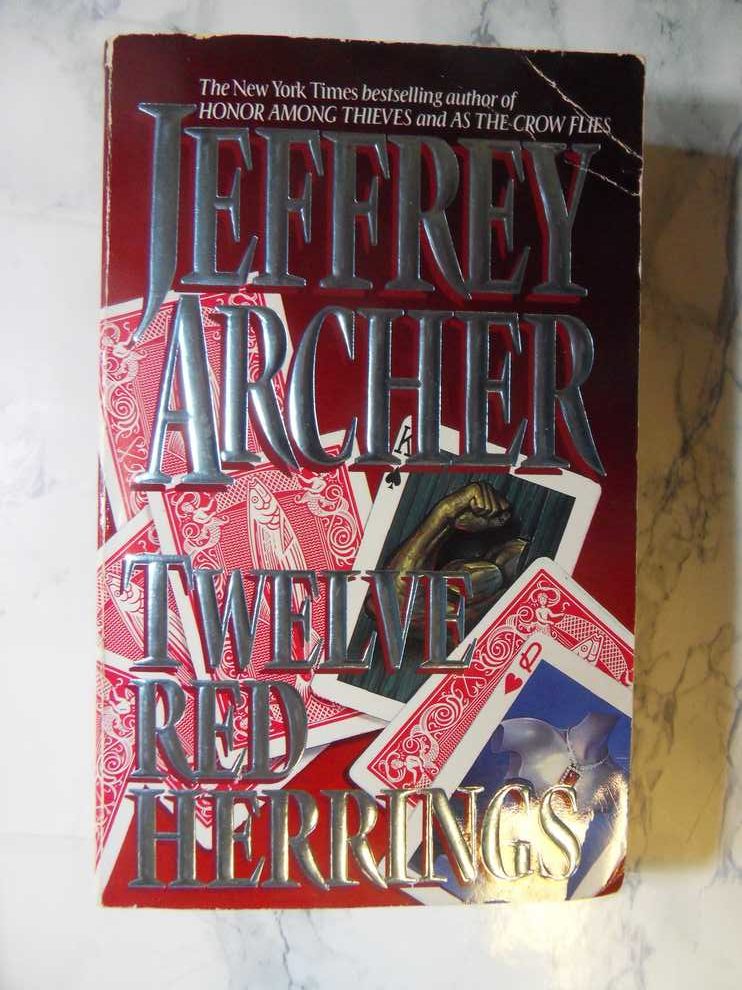 The New York Times bestselling author of
HONOR AMONG THIEVES and AS THE CROW FLIES
JEFFREY
ARCHER
K
TWELVE
Q
RED
HERRINGS